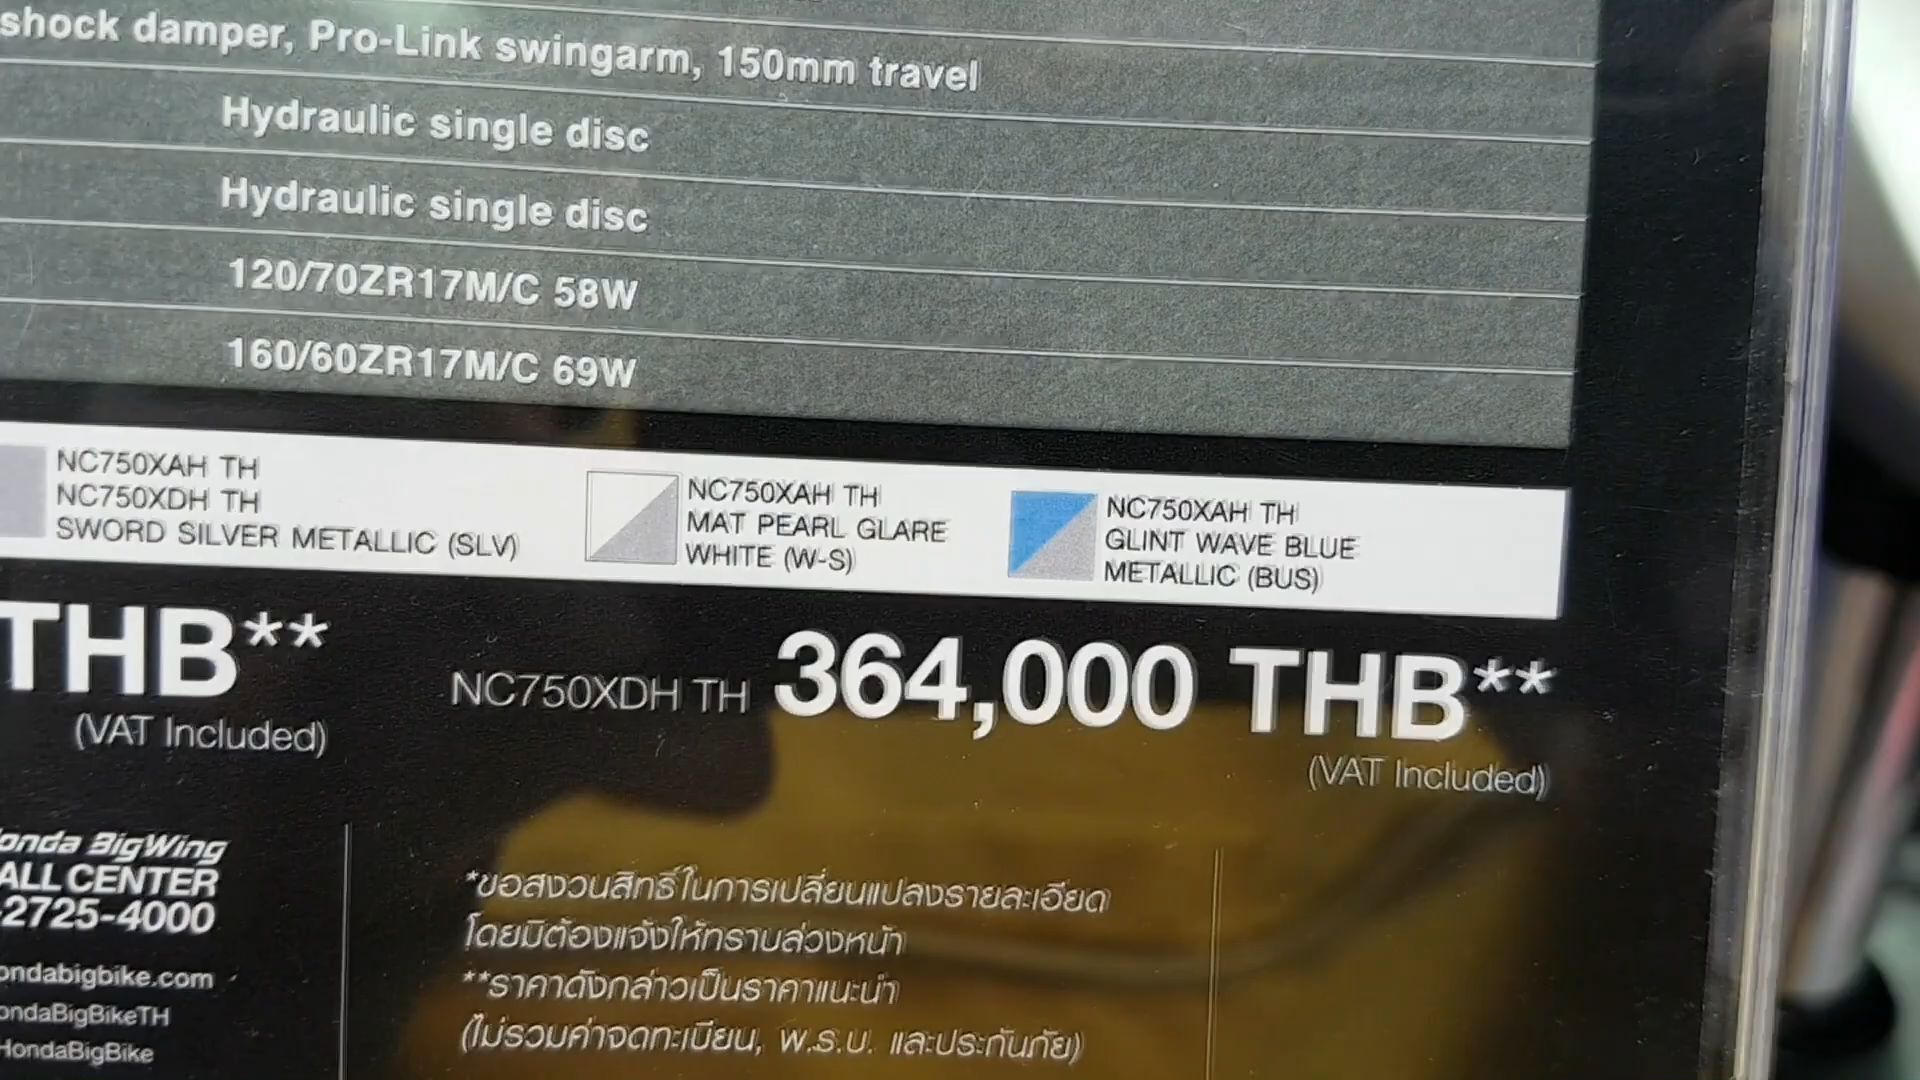 shock damper, Pro-Link swingarm, 150mm travel
Hydraulic single disc
Hydraulic single disc
120/70ZR17M/C 58W
160/60ZR17M/C 69W
NC750XAH TH
NC750XDH TH
SWORD SILVER METALLIC (SLV)
NC750XAH TH
MAT PEARL GLARE
WHITE (W-S)
NC750XAH TH
GLINT WAVE BLUE
METALLIC (BUS)
THB**
(VAT Included)
NC750XDH TH 364,000 THB**
(VAT Included)
onda BigWing
ALL CENTER
-2725-4000
ondabigbike.com
ondaBigBikeTH
HondaBigBike
*ขอสงวนสิทธิ์ในการเปลี่ยนแปลงรายละเอียด
โดยมิต้องแจ้งให้ทราบล่วงหน้า
**ราคาดังกล่าวเป็นราคาแนะนำ
(ไม่รวมค่าจดทะเบียน, พ.ร.บ. และประกันภัย)